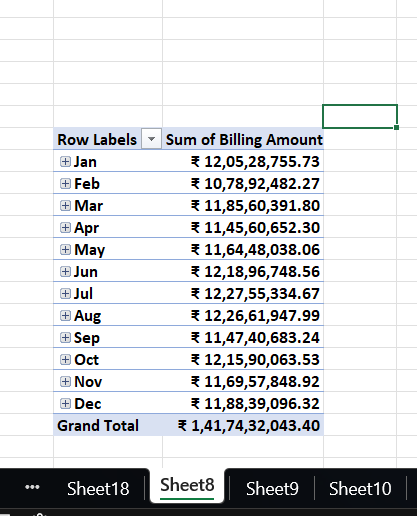 Row Labels Sum of Billing Amount
Jan ₹ 12,05,28,755.73
Feb ₹ 10,78,92,482.27
Mar ₹ 11,85,60,391.80
Apr ₹ 11,45,60,652.30
May ₹ 11,64,48,038.06
Jun ₹ 12,18,96,748.56
Jul ₹ 12,27,55,334.67
Aug ₹ 12,26,61,947.99
Sep ₹ 11,47,40,683.24
Oct ₹ 12,15,90,063.53
Nov ₹ 11,69,57,848.92
Dec ₹ 11,88,39,096.32
Grand Total ₹ 1,41,74,32,043.40
••• Sheet18 Sheet8 Sheet9 Sheet10